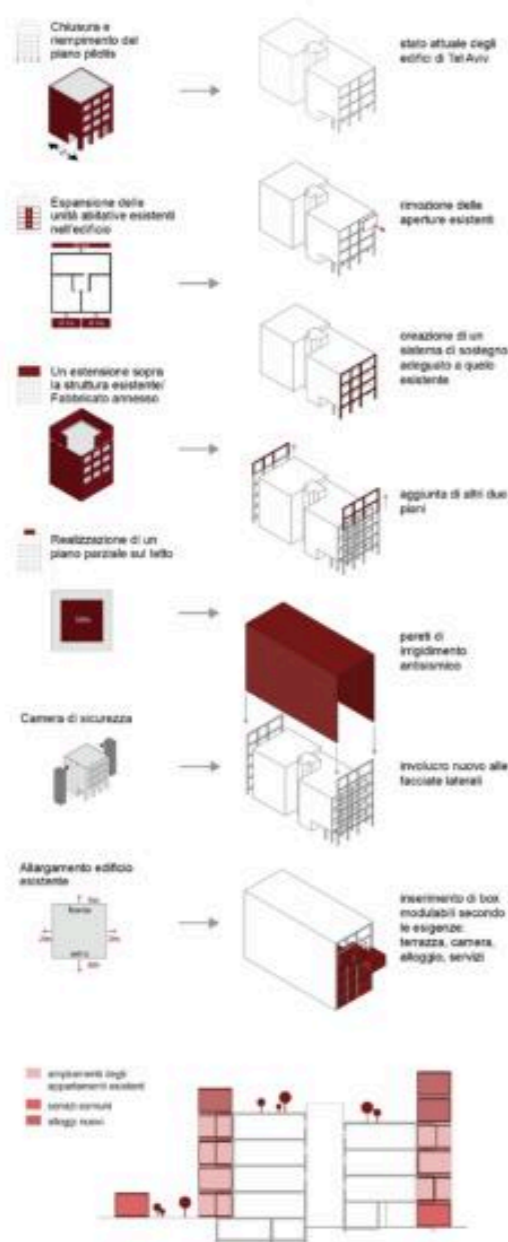 Chiusura e
riempimento del
piano pilotis
stato attuale degli
edifici di Tel Aviv
Espansione delle
unità abitative esistenti
nell'edificio
rimozione delle
aperture esistenti
creazione di un
sistema di sostegno
adeguato a quelo
esistente
Un estensione sopra
la struttura esistente/
Fabbricato annesso
aggiunta di altri due
piani
Realizzazione di un
piano parziale sul tetto
pareti di
irrigidimento
antisismico
Camera di sicurezza
involucro nuovo alle
facciate laterali
Allargamento edificio
esistente
fronte
retro
inserimento di box
modulabili secondo
le esigenze:
terrazza, camera,
alloggio, servizi
ampliamento degli
appartamenti esistenti
servizi comuni
alloggi nuovi